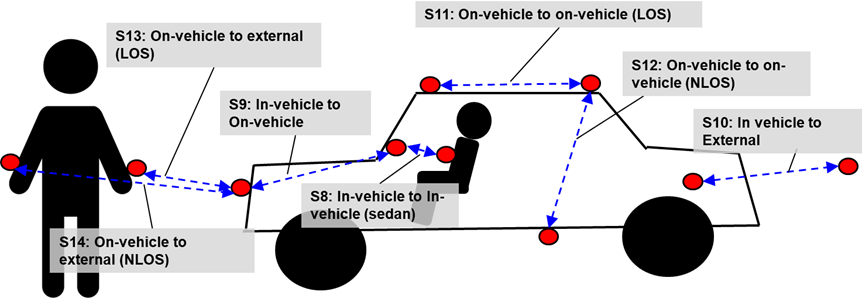 S11: On-vehicle to on-vehicle (LOS)
S13: On-vehicle to external
(LOS)
S12: On-vehicle to on-
vehicle (NLOS)
S9: In-vehicle to
On-vehicle
S10: In vehicle to
External
S8: In-vehicle to In-
vehicle (sedan)
S14: On-vehicle to
external (NLOS)